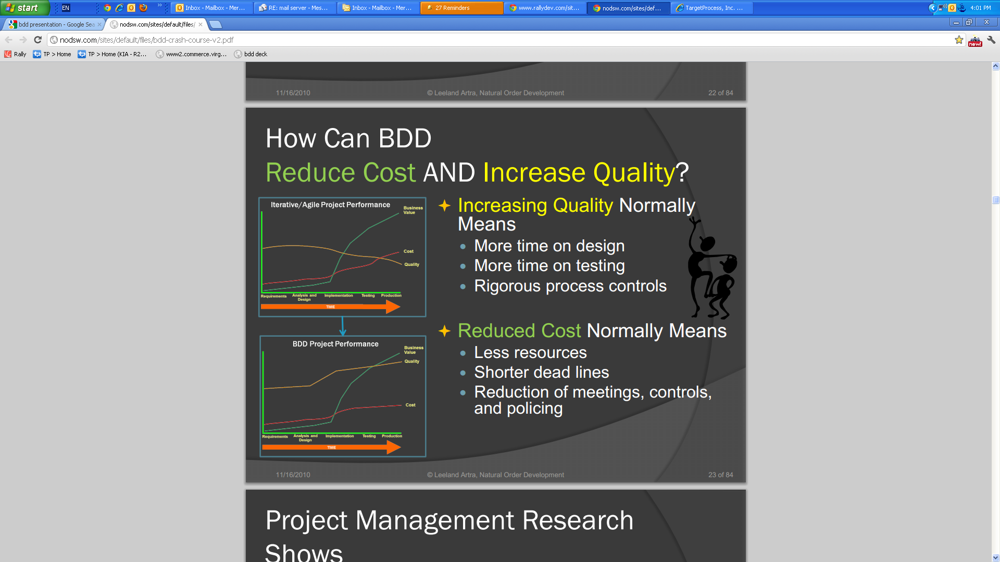 start
EN
Inbox - Mailbox - Mer...
RE: mail server - Mes...
Inbox - Mailbox - Mer...
27 Reminders
www.rallydev.com/sit...
nodsw.com/sites/def...
TargetProcess, Inc. ...
4:01 PM
bdd presentation - Google Sea
nodsw.com/sites/default/files/
nodsw.com/sites/default/files/bdd-crash-course-v2.pdf
new!
Rally
TP > Home
TP > Home (KIA - R2...
www2.commerce.virg...
bdd deck
11/16/2010
© Leeland Artra, Natural Order Development
22 of 84
How Can BDD
Reduce Cost AND Increase Quality?
Iterative/Agile Project Performance
Business
Value
Cost
Quality
Requirements
Analysis and
Design
Implementation
Testing
Production
TIME
BDD Project Performance
Business
Value
Quality
Cost
Requirements
Analysis and
Design
Implementation
Testing
Production
TIME
Increasing Quality Normally
Means
More time on design
More time on testing
Rigorous process controls
Reduced Cost Normally Means
Less resources
Shorter dead lines
Reduction of meetings, controls,
and policing
11/16/2010
© Leeland Artra, Natural Order Development
23 of 84
Project Management Research
Shows